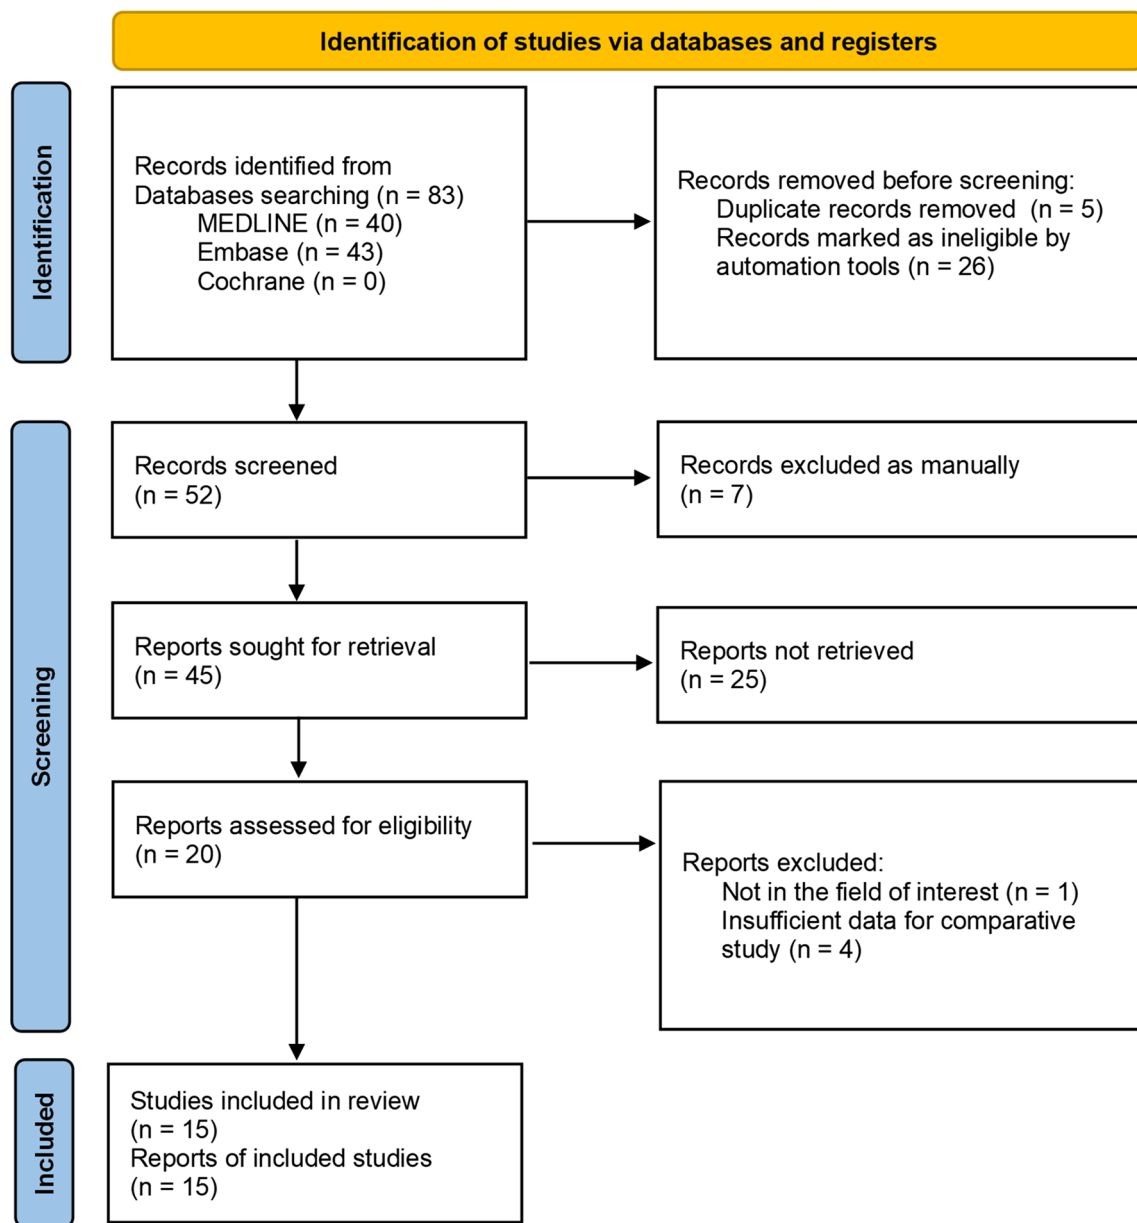 Identification of studies via databases and registers
Identification
Records identified from
Databases searching (n = 83)
MEDLINE (n = 40)
Embase (n = 43)
Cochrane (n = 0)
Records removed before screening:
Duplicate records removed  (n = 5)
Records marked as ineligible by
automation tools (n = 26)
Screening
Records screened
(n = 52)
Records excluded as manually
(n = 7)
Reports sought for retrieval
(n = 45)
Reports not retrieved
(n = 25)
Reports assessed for eligibility
(n = 20)
Reports excluded:
Not in the field of interest (n = 1)
Insufficient data for comparative
study (n = 4)
Included
Studies included in review
(n = 15)
Reports of included studies
(n = 15)